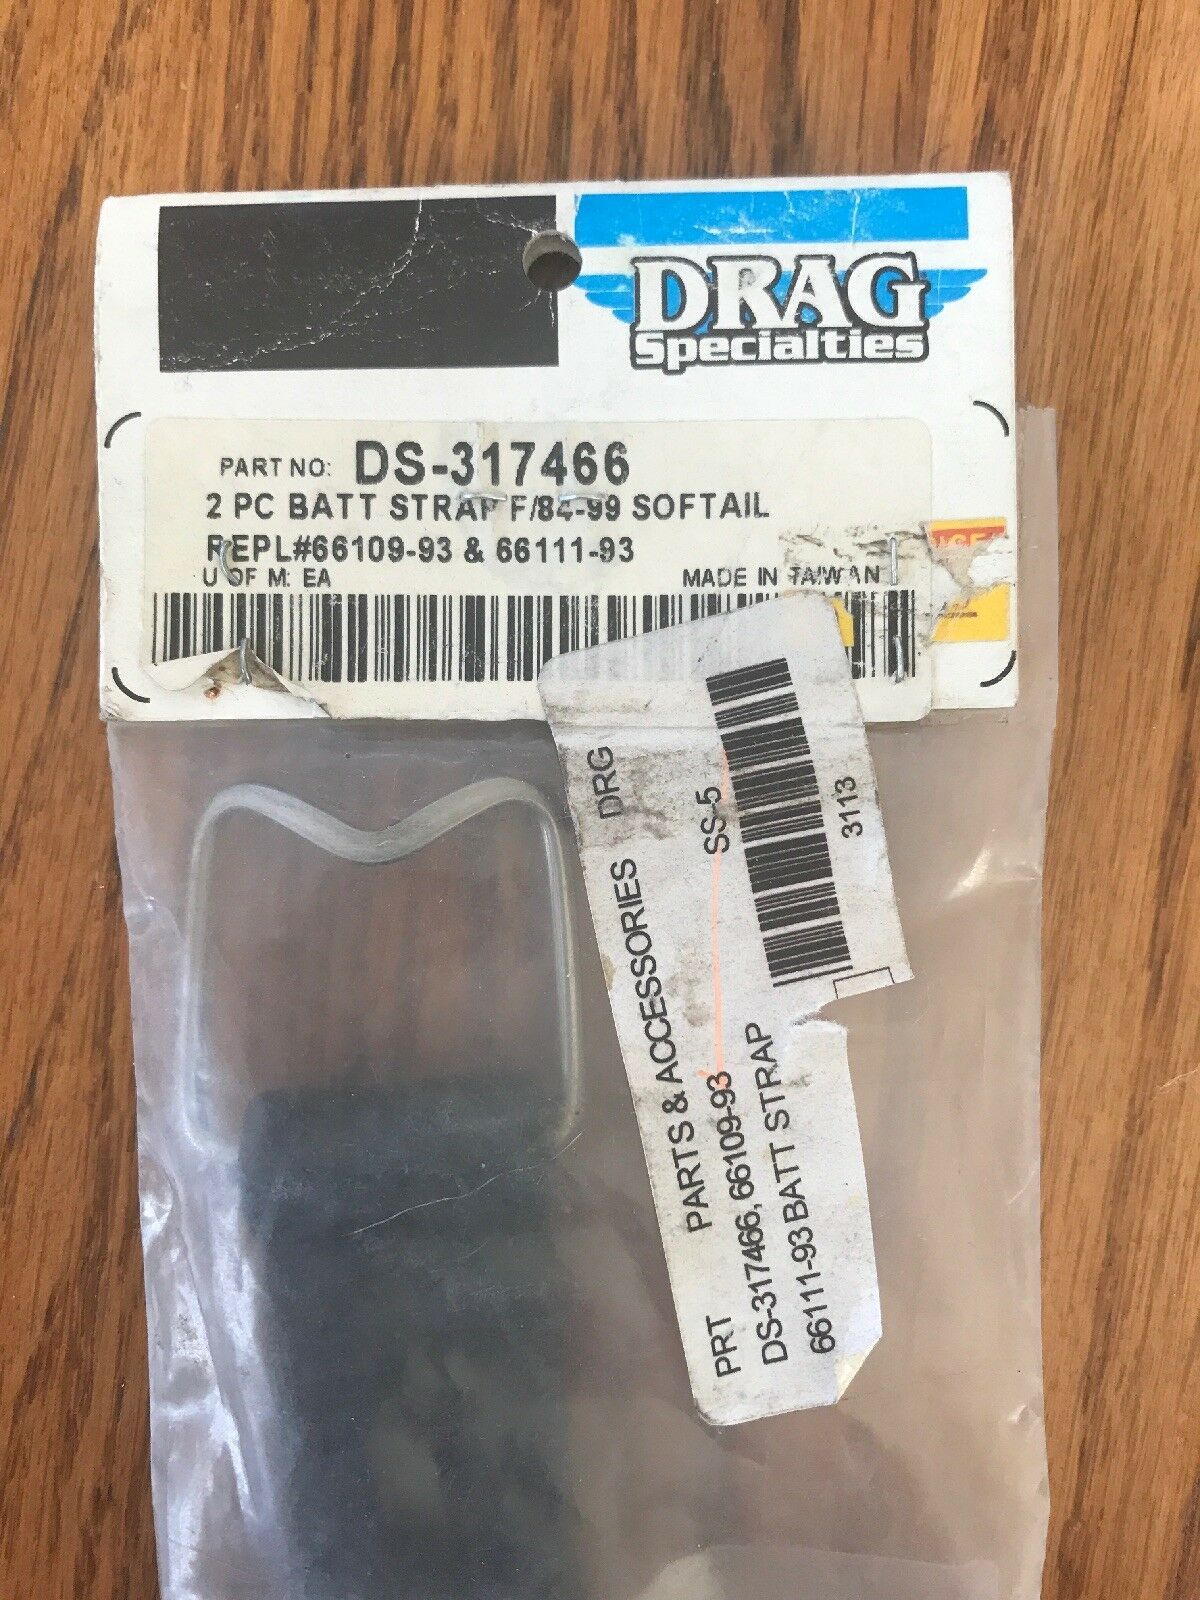 DRAG
Specialties
PART NO: DS-317466
2 PC BATT STRAP F/84-99 SOFTAIL
REPL#66109-93 & 66111-93
U OF M: EA MADE IN TAIWAN
PARTS & ACCESSORIES DRG
PRT SS-5
DS-317466, 66109-93
66111-93 BATT STRAP
3113